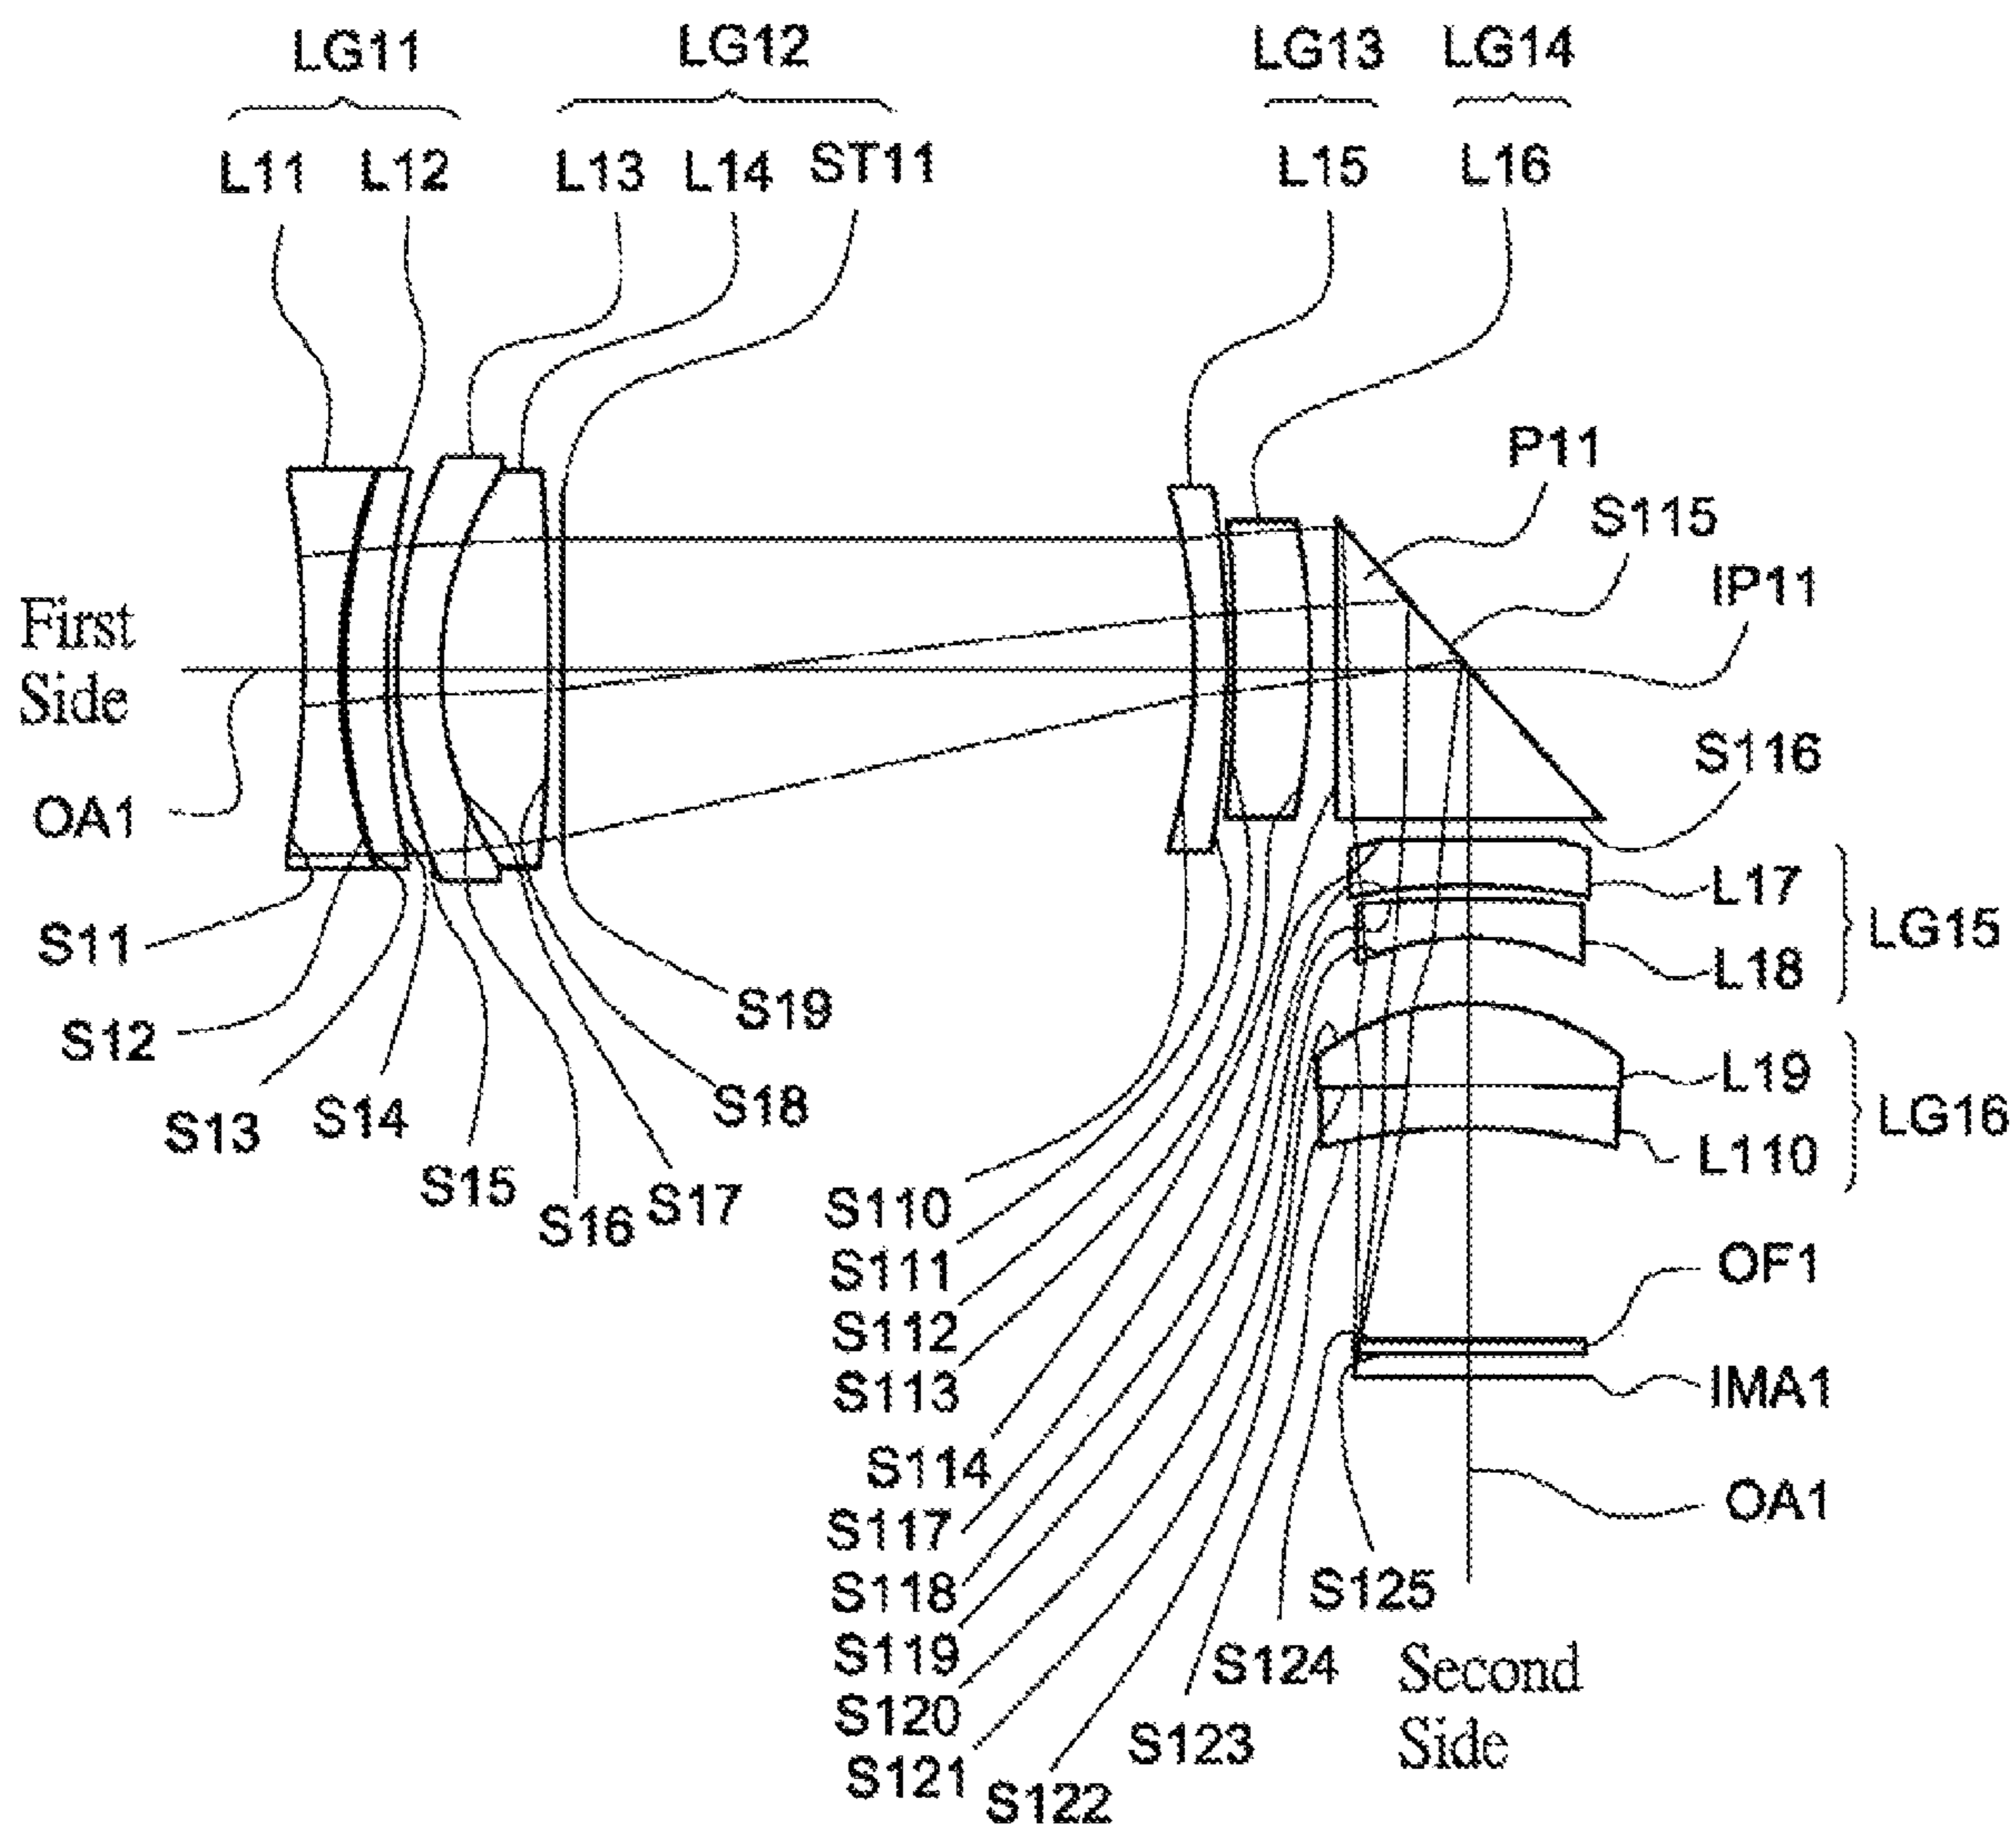 LG11 LG12 LG13 LG14
L11 L12 L13 L14 ST11 L15 L16
P11
S115
IP11
First
Side
S116
OA1
L17
LG15
S11
L18
S19
S12
L19
S18
S13 S14
LG16
L110
S15
S16 S17
S110
S111
OF1
S112
S113
IMA1
S114
OA1
S117
S118
S125
S119
S124
Second
Side
S120
S123
S121
S122